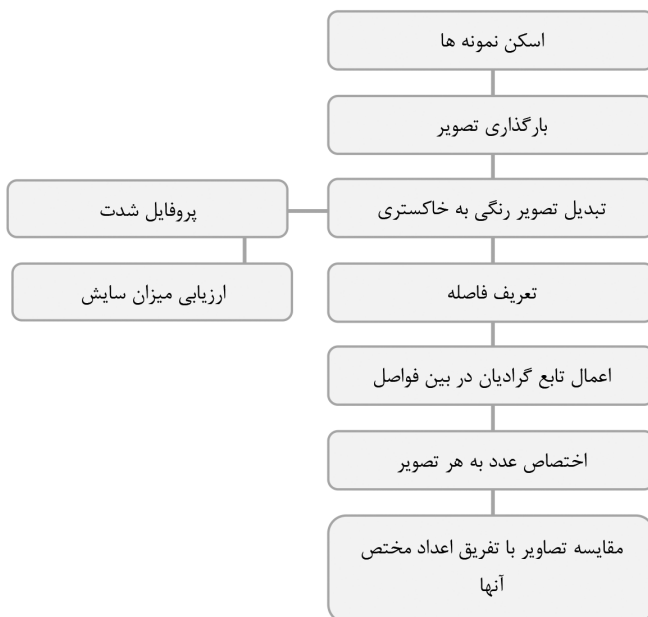 اسکن نمونه ها
بارگذاری تصویر
تبدیل تصویر رنگی به خاکستری
پروفایل شدت
ارزیابی میزان سایش
تعریف فاصله
اعمال تابع گرادیان در بین فواصل
اختصاص عدد به هر تصویر
مقایسه تصاویر با تفریق اعداد مختص
آنها